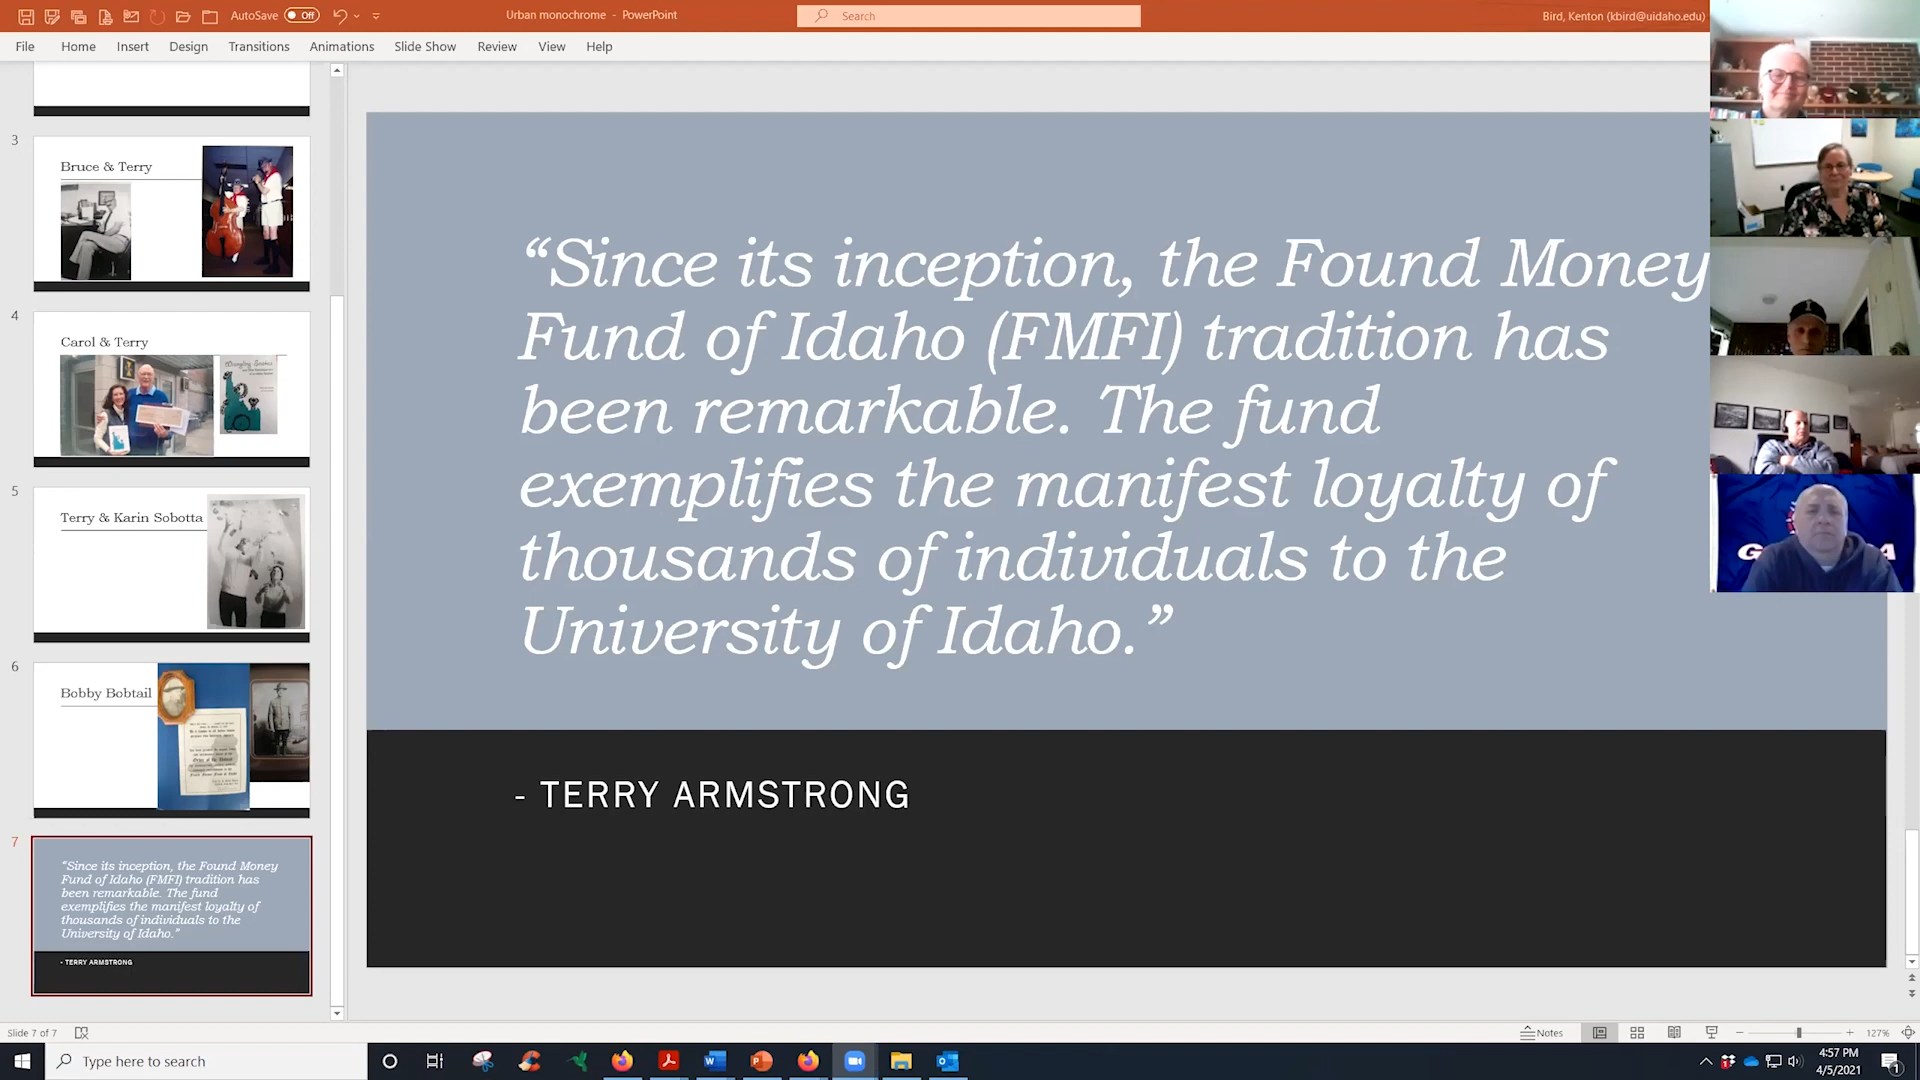 AutoSave Off
Urban monochrome - PowerPoint
Search
Bird, Kenton (kbird@uidaho.edu)
File Home Insert Design Transitions Animations Slide Show Review View Help
3
Bruce & Terry
4
Carol & Terry
Wrangling
5
Terry & Karin Sobotta
6
Bobby Bobtail
7
“Since its inception, the Found Money
Fund of Idaho (FMFI) tradition has
been remarkable. The fund
exemplifies the manifest loyalty of
thousands of individuals to the
University of Idaho.”
- TERRY ARMSTRONG
“Since its inception, the Found Money
Fund of Idaho (FMFI) tradition has
been remarkable. The fund
exemplifies the manifest loyalty of
thousands of individuals to the
University of Idaho.”
- TERRY ARMSTRONG
Slide 7 of 7
Notes
127%
Type here to search
4:57 PM
4/5/2021
1